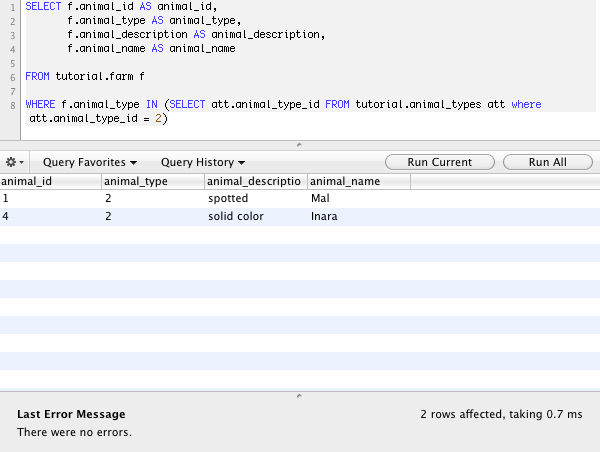 1 SELECT f.animal_id AS animal_id,
2 f.animal_type AS animal_type,
3 f.animal_description AS animal_description,
4 f.animal_name AS animal_name
5
6 FROM tutorial.farm f
7
8 WHERE f.animal_type IN (SELECT att.animal_type_id FROM tutorial.animal_types att where
att.animal_type_id = 2)
Query Favorites Query History Run Current Run All
animal_id animal_type animal_descriptio animal_name
1 2 spotted Mal
4 2 solid color Inara
Last Error Message 2 rows affected, taking 0.7 ms
There were no errors.